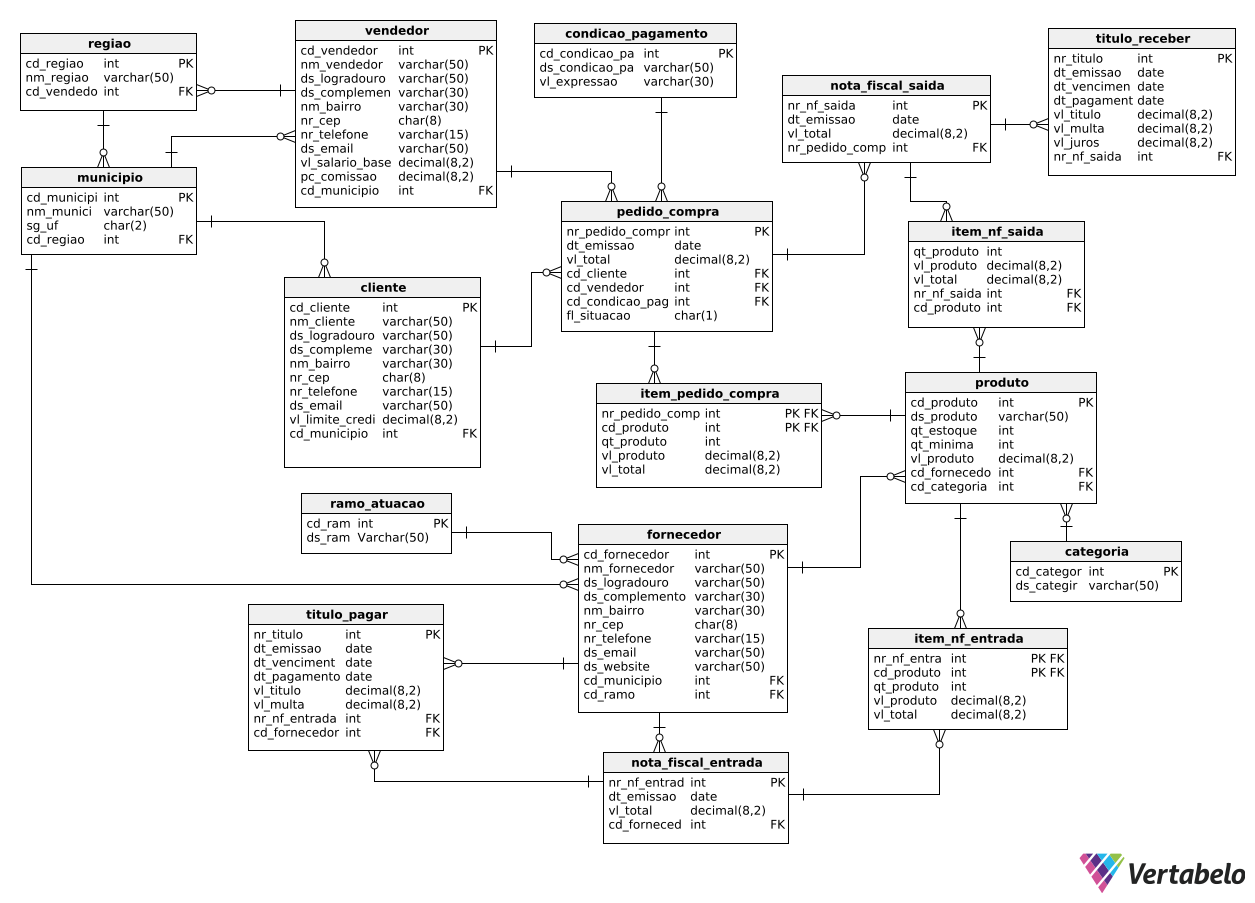 regiao
cd_regiao int PK
nm_regiao varchar(50)
cd_vendedo int FK
vendedor
cd_vendedor int PK
nm_vendedor varchar(50)
ds_logradouro varchar(50)
ds_complemen varchar(30)
nm_bairro varchar(30)
nr_cep char(8)
nr_telefone varchar(15)
ds_email varchar(50)
vl_salario_base decimal(8,2)
pc_comissao decimal(8,2)
cd_municipio int FK
condicao_pagamento
cd_condicao_pa int PK
ds_condicao_pa varchar(50)
vl_expressao varchar(30)
nota_fiscal_saida
nr_nf_saida int PK
dt_emissao date
vl_total decimal(8,2)
nr_pedido_comp int FK
titulo_receber
nr_titulo int PK
dt_emissao date
dt_vencimen date
dt_pagament date
vl_titulo decimal(8,2)
vl_multa decimal(8,2)
vl_juros decimal(8,2)
nr_nf_saida int FK
municipio
cd_municipi int PK
nm_munici varchar(50)
sg_uf char(2)
cd_regiao int FK
pedido_compra
nr_pedido_compr int PK
dt_emissao date
vl_total decimal(8,2)
cd_cliente int FK
cd_vendedor int FK
cd_condicao_pag int FK
fl_situacao char(1)
item_nf_saida
qt_produto int
vl_produto decimal(8,2)
vl_total decimal(8,2)
nr_nf_saida int FK
cd_produto int FK
cliente
cd_cliente int PK
nm_cliente varchar(50)
ds_logradouro varchar(50)
ds_compleme varchar(30)
nm_bairro varchar(30)
nr_cep char(8)
nr_telefone varchar(15)
ds_email varchar(50)
vl_limite_credi decimal(8,2)
cd_municipio int FK
item_pedido_compra
nr_pedido_comp int PK FK
cd_produto int PK FK
qt_produto int
vl_produto decimal(8,2)
vl_total decimal(8,2)
produto
cd_produto int PK
ds_produto varchar(50)
qt_estoque int
qt_minima int
vl_produto decimal(8,2)
cd_fornecedo int FK
cd_categoria int FK
ramo_atuacao
cd_ram int PK
ds_ram Varchar(50)
fornecedor
cd_fornecedor int PK
nm_fornecedor varchar(50)
ds_logradouro varchar(50)
ds_complemento varchar(30)
nm_bairro varchar(30)
nr_cep char(8)
nr_telefone varchar(15)
ds_email varchar(50)
ds_website varchar(50)
cd_municipio int FK
cd_ramo int FK
categoria
cd_categor int PK
ds_categir varchar(50)
titulo_pagar
nr_titulo int PK
dt_emissao date
dt_venciment date
dt_pagamento date
vl_titulo decimal(8,2)
vl_multa decimal(8,2)
nr_nf_entrada int FK
cd_fornecedor int FK
item_nf_entrada
nr_nf_entra int PK FK
cd_produto int PK FK
qt_produto int
vl_produto decimal(8,2)
vl_total decimal(8,2)
nota_fiscal_entrada
nr_nf_entrad int PK
dt_emissao date
vl_total decimal(8,2)
cd_forneced int FK
Vertabelo